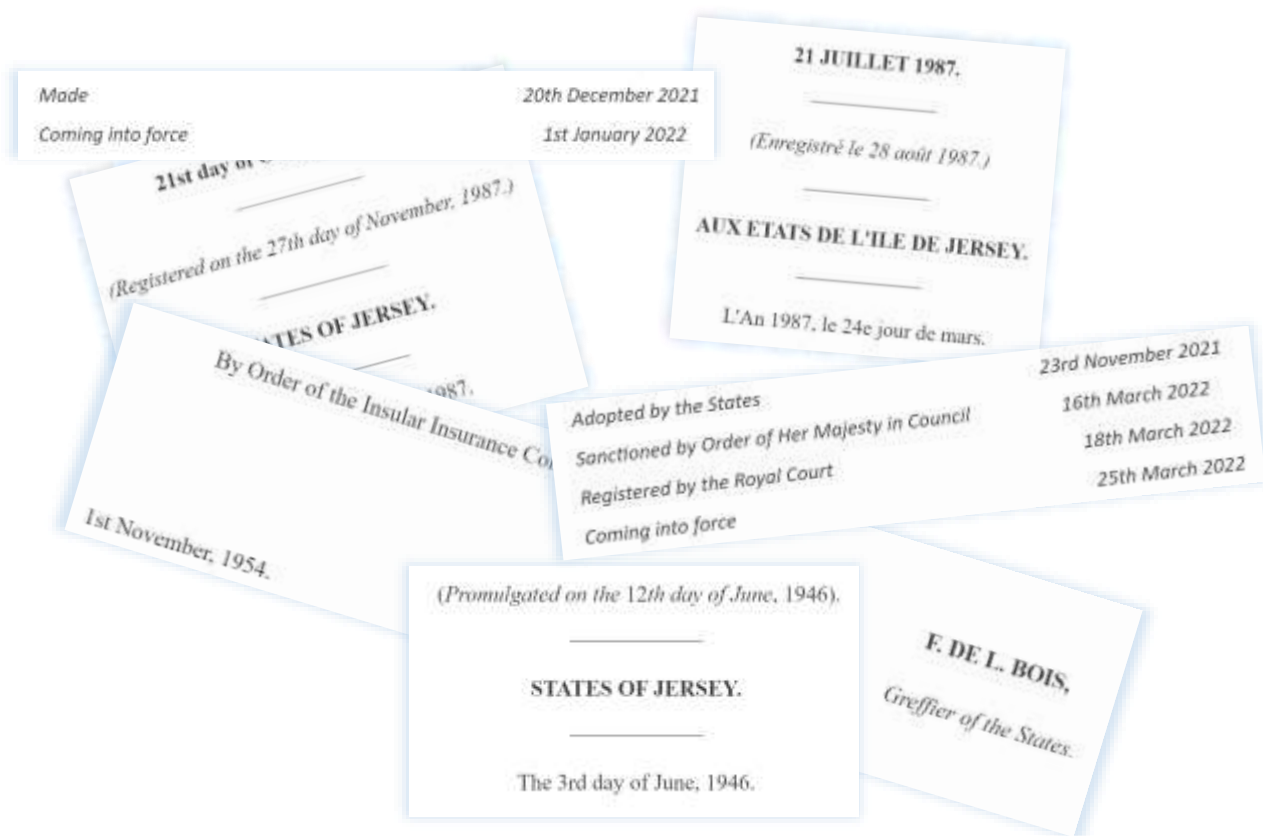 Made 20th December 2021
Coming into force 1st January 2022
21st day of
(Registered on the 27th day of November, 1987.)
OF JERSEY.
1987.
21 JUILLET 1987.
(Enregistré le 28 août 1987.)
AUX ETATS DE L'ILE DE JERSEY.
L'An 1987, le 24e jour de mars.
By Order of the Insular Insurance
1st November, 1954.
Adopted by the States 23rd November 2021
Sanctioned by Order of Her Majesty in Council 16th March 2022
Registered by the Royal Court 18th March 2022
Coming into force 25th March 2022
(Promulgated on the 12th day of June, 1946).
STATES OF JERSEY.
The 3rd day of June, 1946.
F. DE L. BOIS,
Greffier of the States.